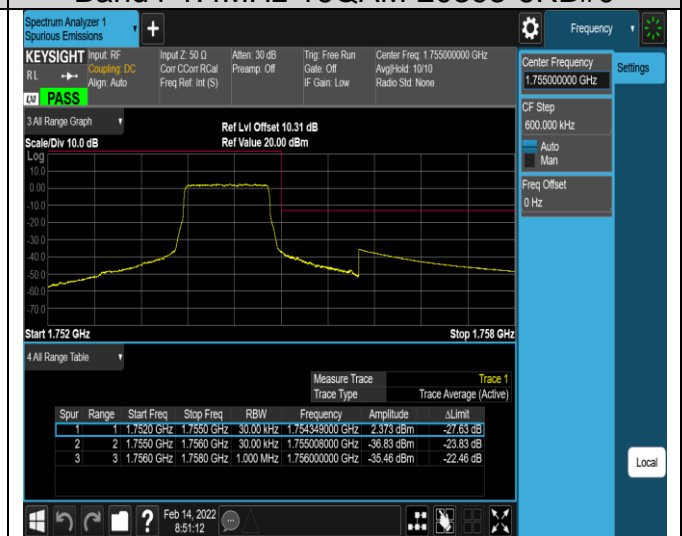 Spectrum Analyzer 1
Spurious Emissions
+
Frequency
KEYSIGHT
R L
LXI
PASS
Input: RF
Coupling: DC
Align: Auto
Input Z: 50 Ω
Corr CCorr RCal
Freq Ref: Int (S)
Atten: 30 dB
Preamp: Off
Trig: Free Run
Gate: Off
IF Gain: Low
Center Freq: 1.755000000 GHz
Avg|Hold: 10/10
Radio Std: None
Center Frequency
1.755000000 GHz
Settings
CF Step
600.000 kHz
Auto
Man
Freq Offset
0 Hz
3 All Range Graph
Scale/Div 10.0 dB
Ref Lvl Offset 10.31 dB
Ref Value 20.00 dBm
Log
10.0
0.00
-10.0
-20.0
-30.0
-40.0
-50.0
-60.0
-70.0
Start 1.752 GHz
Stop 1.758 GHz
4 All Range Table
Measure Trace Trace 1
Trace Type Trace Average (Active)
Spur Range Start Freq Stop Freq RBW Frequency Amplitude ΔLimit
1 1 1.7520 GHz 1.7550 GHz 30.00 kHz 1.754349000 GHz 2.373 dBm -27.63 dB
2 2 1.7550 GHz 1.7560 GHz 30.00 kHz 1.755008000 GHz -36.83 dBm -23.83 dB
3 3 1.7560 GHz 1.7580 GHz 1.000 MHz 1.756000000 GHz -35.46 dBm -22.46 dB
Local
?
Feb 14, 2022
8:51:12